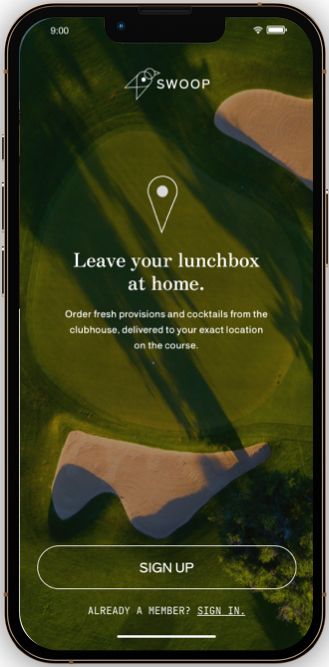 9:00
SWOOP
Leave your lunchbox
at home.
Order fresh provisions and cocktails from the
clubhouse, delivered to your exact location
on the course.
SIGN UP
ALREADY A MEMBER? SIGN IN.